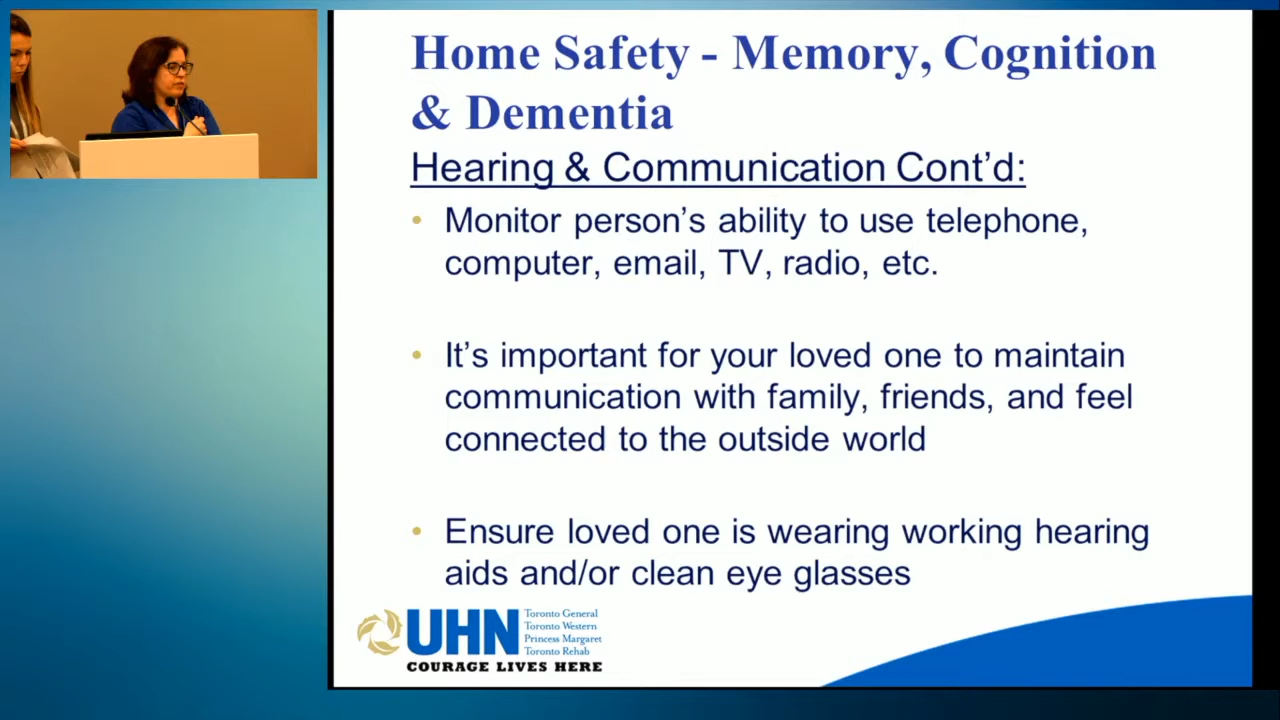 Home Safety - Memory, Cognition
& Dementia
Hearing & Communication Cont'd:
• Monitor person's ability to use telephone,
computer, email, TV, radio, etc.
• It's important for your loved one to maintain
communication with family, friends, and feel
connected to the outside world
• Ensure loved one is wearing working hearing
aids and/or clean eye glasses
UHN
Toronto General
Toronto Western
Princess Margaret
Toronto Rehab
COURAGE LIVES HERE